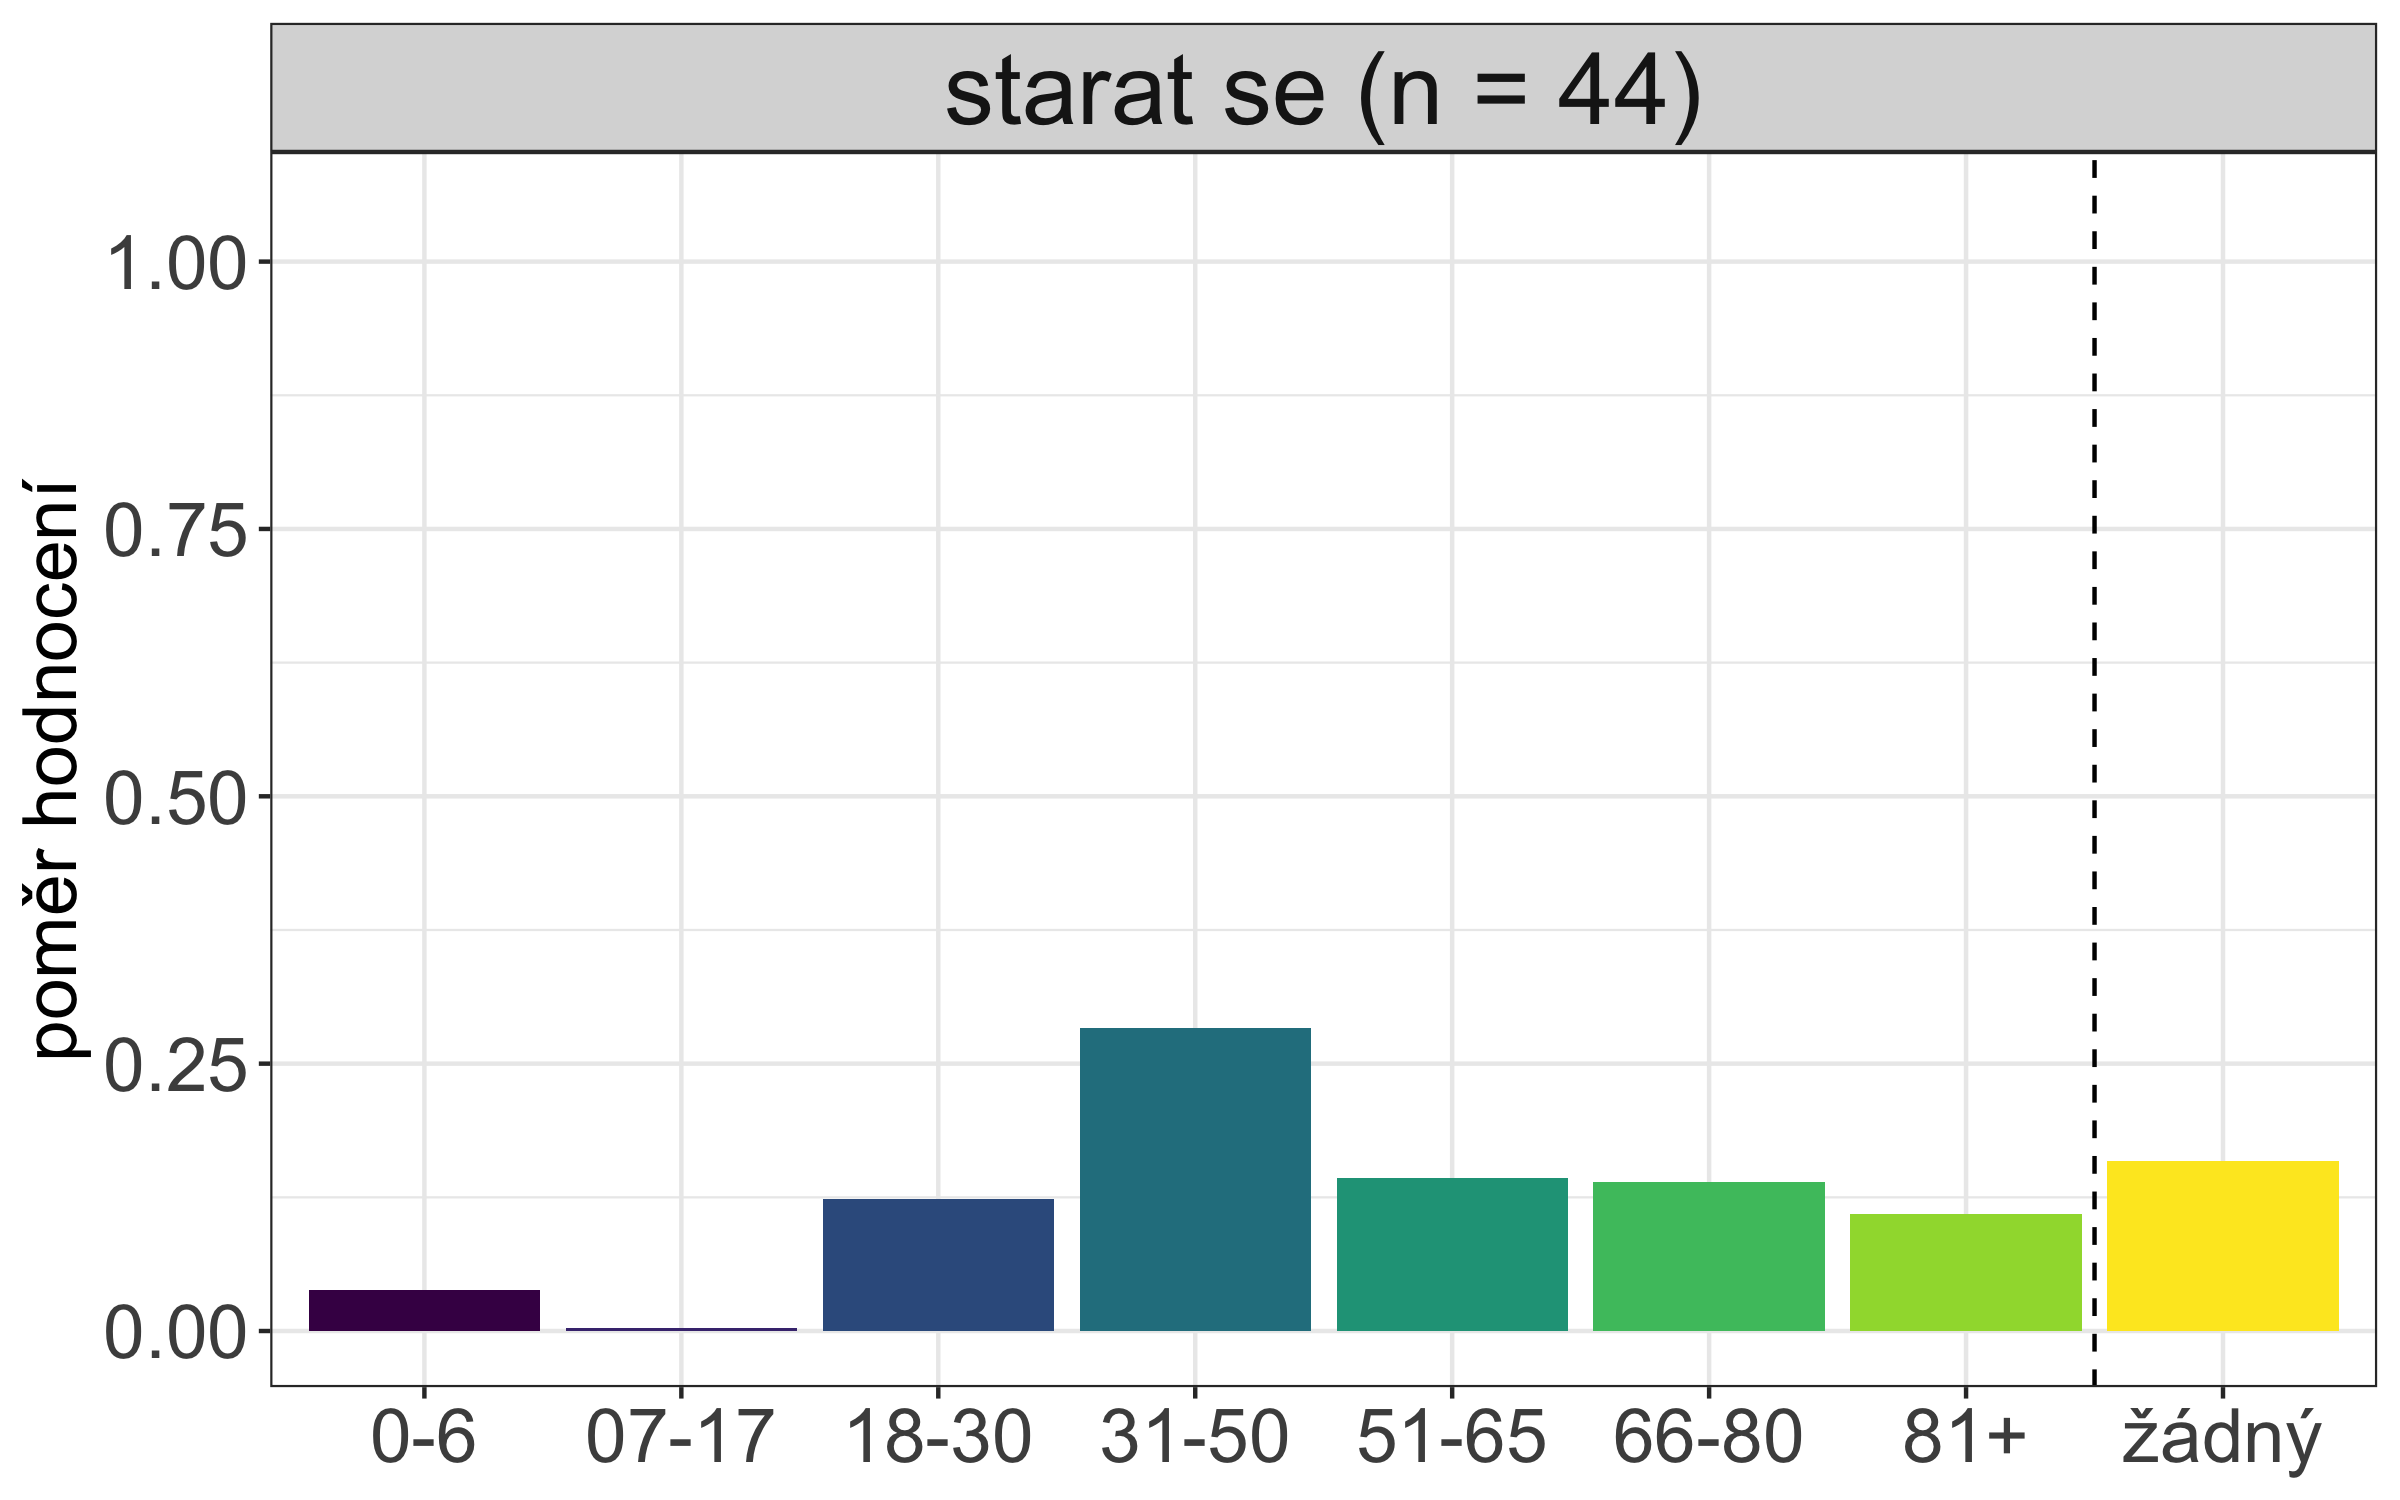 starat se (n = 44)
poměr hodnocení
1.00
0.75
0.50
0.25
0.00
0-6 07-17 18-30 31-50 51-65 66-80 81+ žádný